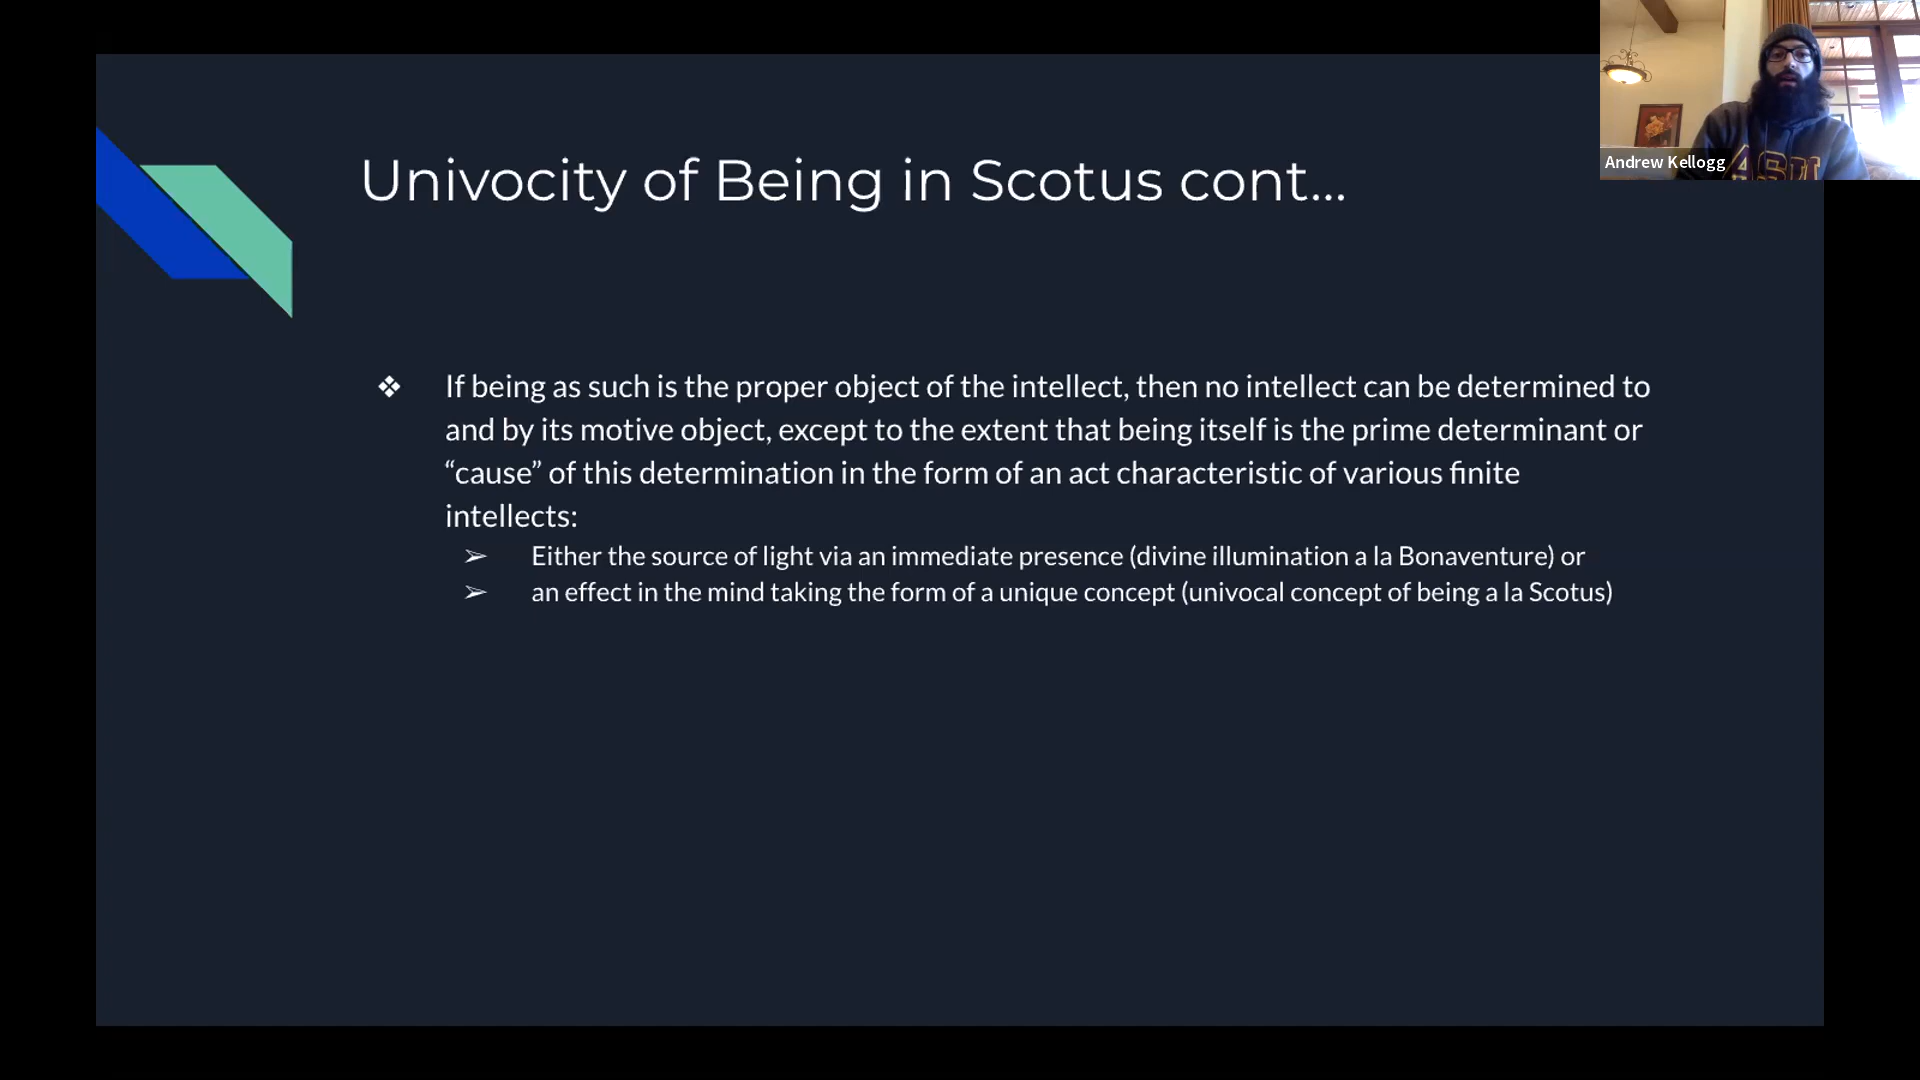 Univocity of Being in Scotus cont...
Andrew Kellogg
ASU
❖ If being as such is the proper object of the intellect, then no intellect can be determined to
and by its motive object, except to the extent that being itself is the prime determinant or
“cause” of this determination in the form of an act characteristic of various finite
intellects:
➢ Either the source of light via an immediate presence (divine illumination a la Bonaventure) or
➢ an effect in the mind taking the form of a unique concept (univocal concept of being a la Scotus)